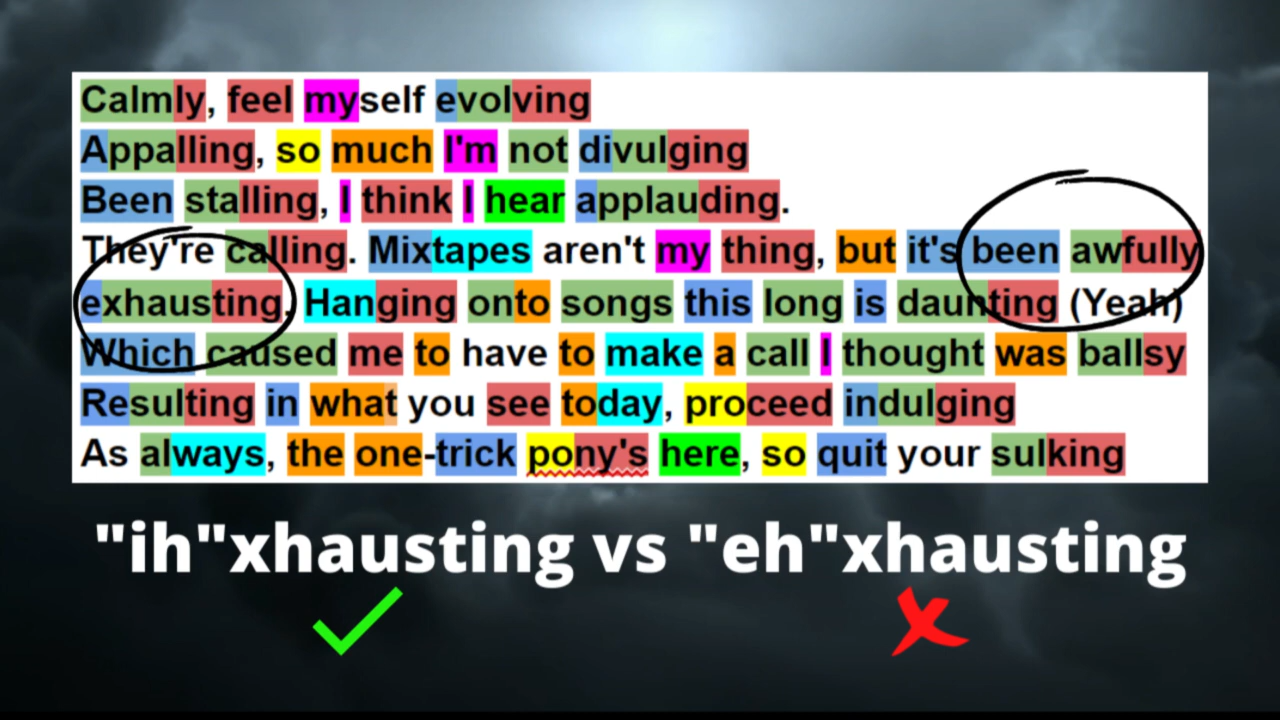 Calmly, feel myself evolving
Appalling, so much I'm not divulging
Been stalling, I think I hear applauding.
They're calling. Mixtapes aren't my thing, but it's been awfully
exhausting. Hanging onto songs this long is daunting (Yeah)
Which caused me to have to make a call I thought was ballsy
Resulting in what you see today, proceed indulging
As always, the one-trick pony's here, so quit your sulking
"ih"xhausting vs "eh"xhausting